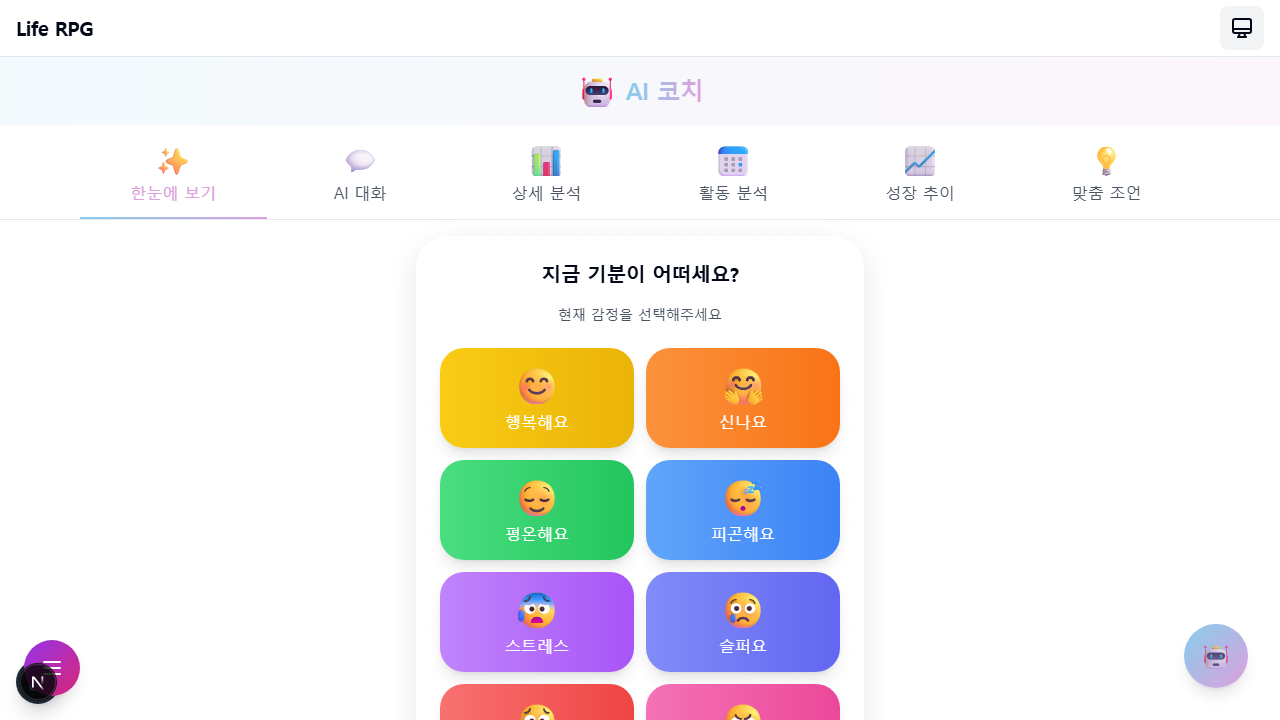 Life RPG
AI 코치
한눈에 보기
AI 대화
상세 분석
활동 분석
성장 추이
맞춤 조언
지금 기분이 어떠세요?
현재 감정을 선택해주세요
행복해요
신나요
평온해요
피곤해요
스트레스
슬퍼요
N